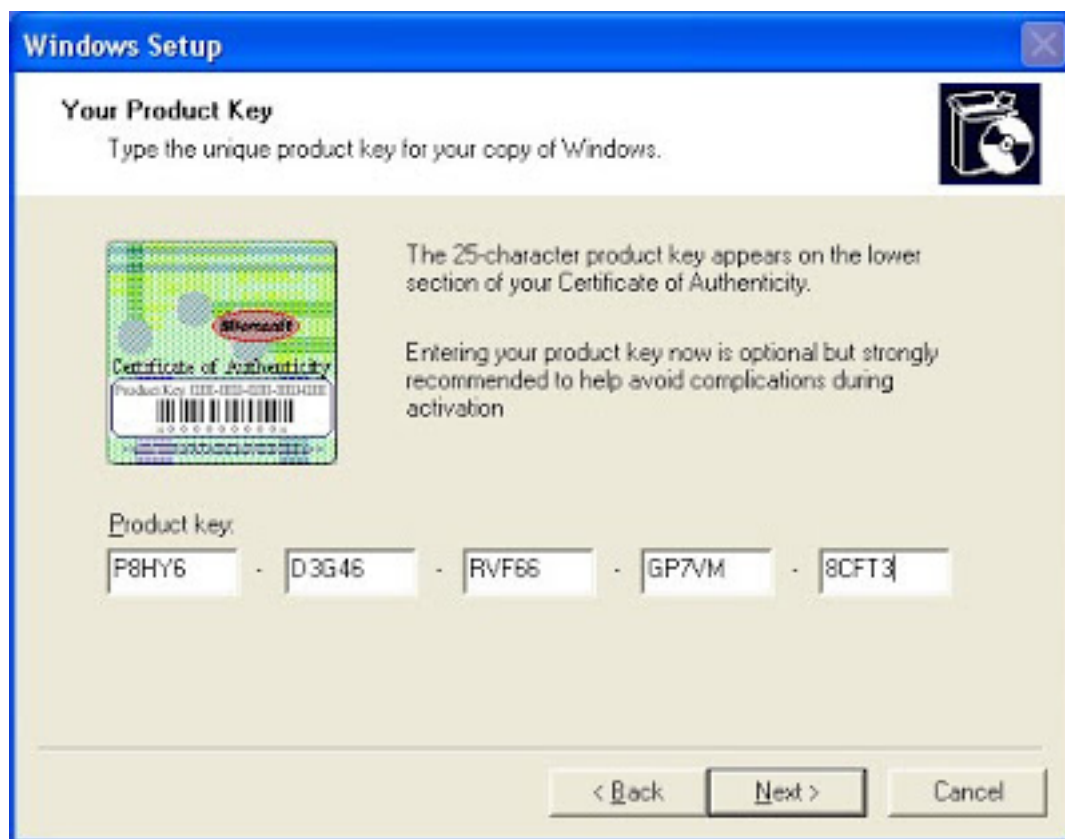 Windows Setup
Your Product Key
Type the unique product key for your copy of Windows.
The 25-character product key appears on the lower
section of your Certificate of Authenticity.
Microsoft
Certificate of Authenticity
Product Key
Entering your product key now is optional but strongly
recommended to help avoid complications during
activation
Product key:
P8HY6 - D3G46 - RVF66 - GP7VM - 8CFT3
< Back Next > Cancel